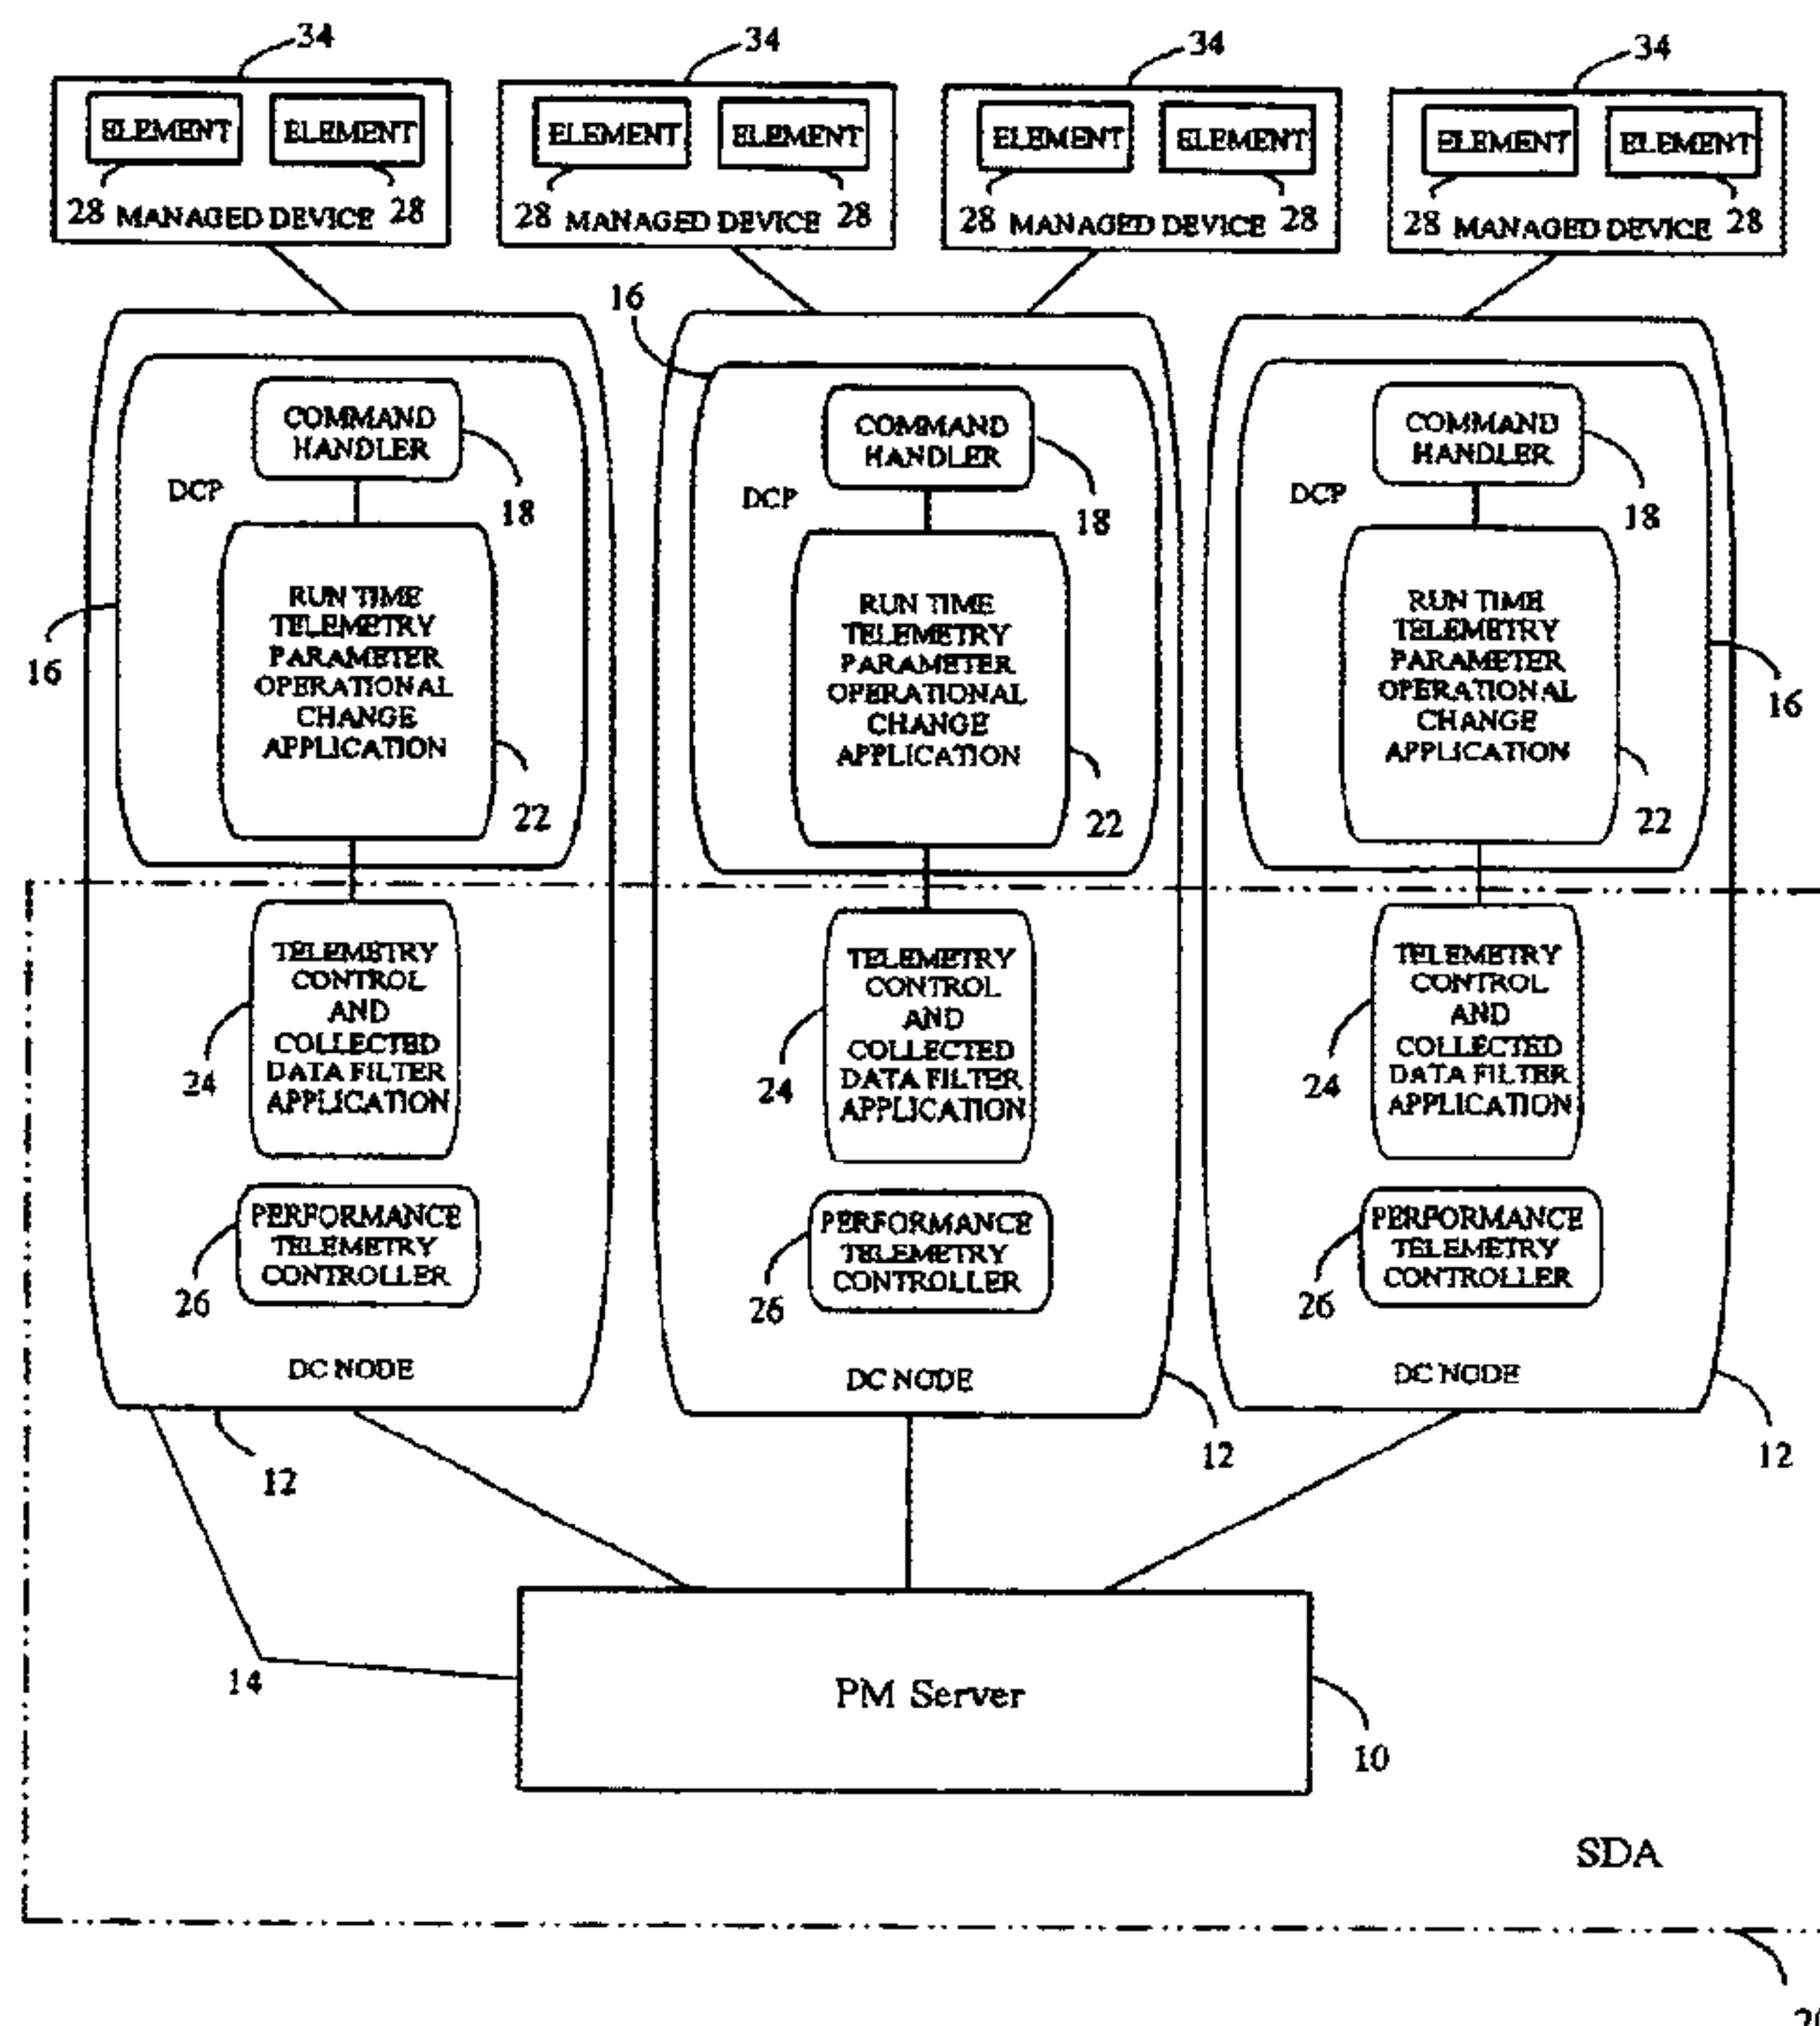 34 34 34 34
ELEMENT ELEMENT ELEMENT ELEMENT ELEMENT ELEMENT ELEMENT ELEMENT
28 MANAGED DEVICE 28 28 MANAGED DEVICE 28 28 MANAGED DEVICE 28 28 MANAGED DEVICE 28
16
COMMAND
HANDLER
DCP
18
RUN TIME
TELEMETRY
PARAMETER
OPERATIONAL
CHANGE
APPLICATION
16
22
TELEMETRY
CONTROL
AND
COLLECTED
DATA FILTER
APPLICATION
24
PERFORMANCE
TELEMETRY
CONTROLLER
26
DC NODE
12
COMMAND
HANDLER
DCP
18
RUN TIME
TELEMETRY
PARAMETER
OPERATIONAL
CHANGE
APPLICATION
22
TELEMETRY
CONTROL
AND
COLLECTED
DATA FILTER
APPLICATION
24
PERFORMANCE
TELEMETRY
CONTROLLER
26
DC NODE
12
COMMAND
HANDLER
DCP
18
RUN TIME
TELEMETRY
PARAMETER
OPERATIONAL
CHANGE
APPLICATION
16
22
TELEMETRY
CONTROL
AND
COLLECTED
DATA FILTER
APPLICATION
24
PERFORMANCE
TELEMETRY
CONTROLLER
26
DC NODE
12
14
PM Server
10
SDA